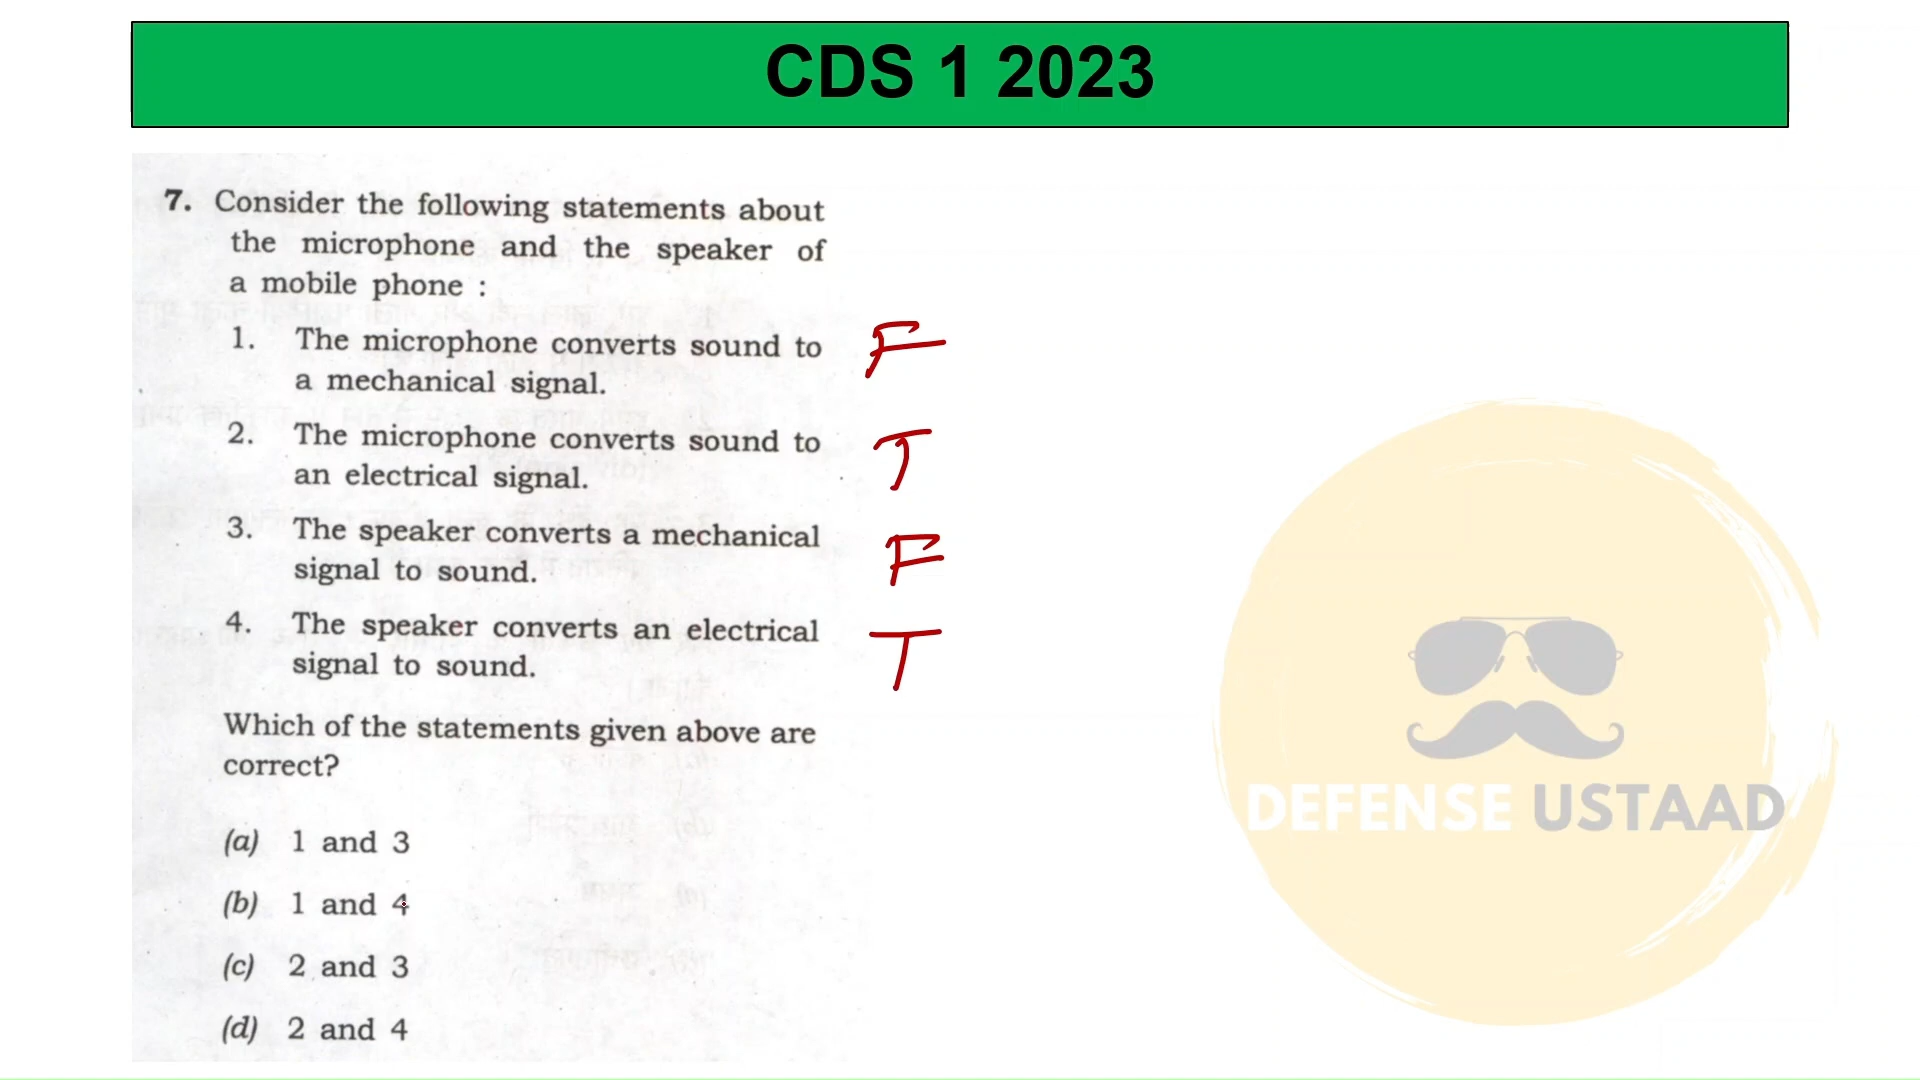 CDS 1 2023
7. Consider the following statements about
the microphone and the speaker of
a mobile phone :
1. The microphone converts sound to
a mechanical signal.
F
2. The microphone converts sound to
an electrical signal.
T
3. The speaker converts a mechanical
signal to sound.
F
4. The speaker converts an electrical
signal to sound.
T
Which of the statements given above are
correct?
(a) 1 and 3
(b) 1 and 4
(c) 2 and 3
(d) 2 and 4
DEFENSE USTAAD